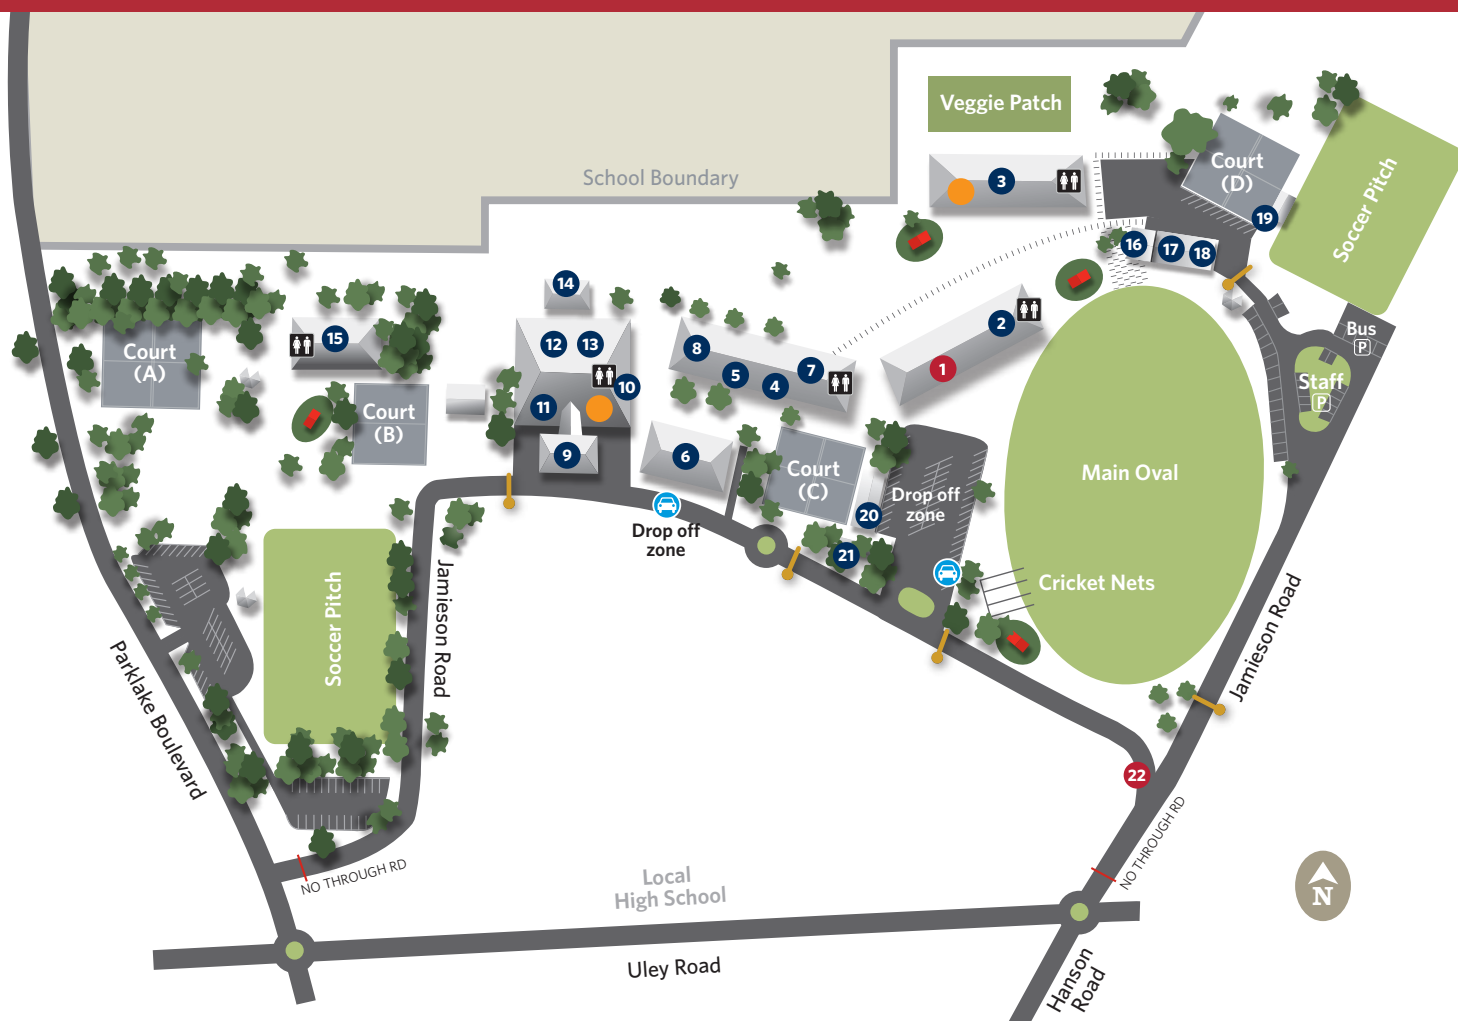 Veggie Patch
School Boundary
3
Court
(D)
19
Soccer Pitch
16
17
18
14
15
12
13
8
5
4
7
2
1
Bus
P
Court
(A)
10
Staff
P
11
Court
(B)
9
6
Court
(C)
Main Oval
Drop off
zone
20
Drop off
zone
21
Cricket Nets
Soccer Pitch
Jamieson Road
Jamieson Road
Parklake Boulevard
22
NO THROUGH RD
NO THROUGH RD
Local
High School
N
Uley Road
Hanson
Road